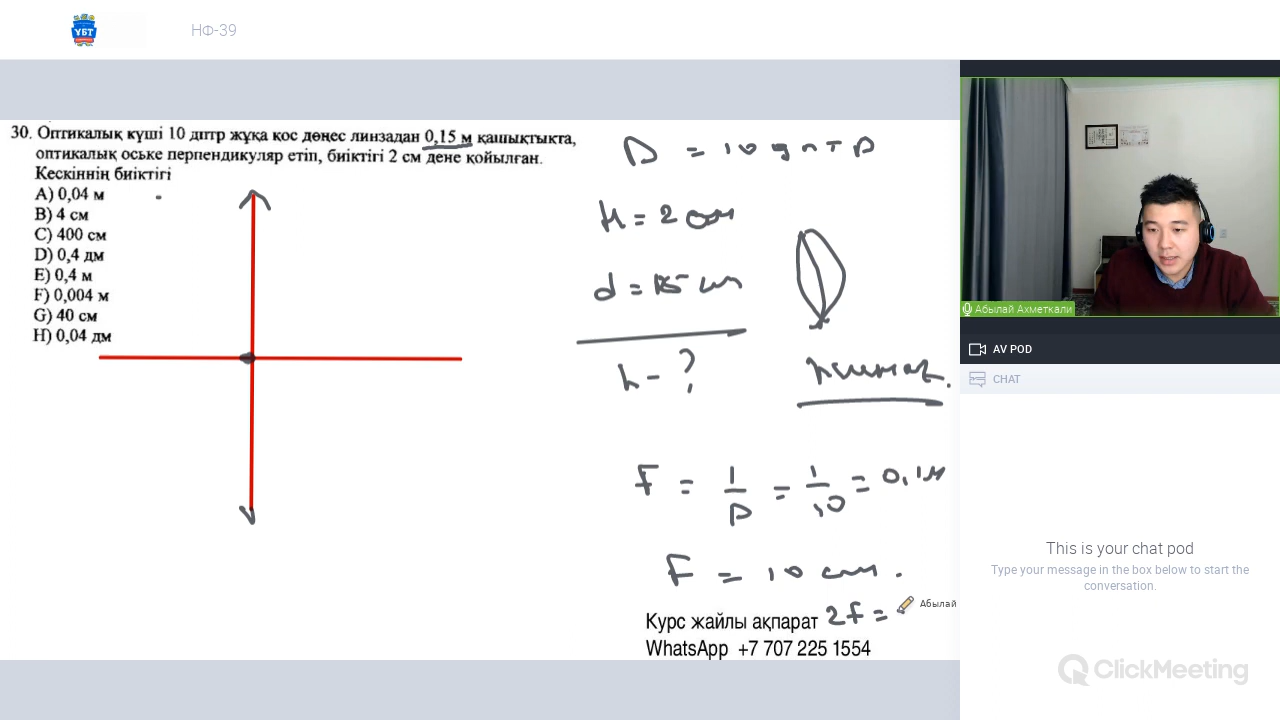 ҰБТ
НФ-39
30. Оптикалық күші 10 дптр жұқа қос дөнес линзадан 0,15 м қашықтықта,
оптикалық оське перпендикуляр етіп, биіктігі 2 см дене қойылған.
Кескіннің биіктігі
A) 0,04 м
B) 4 см
C) 400 см
D) 0,4 дм
E) 0,4 м
F) 0,004 м
G) 40 см
H) 0,04 дм
D = 10 дптр
H = 2 см
d = 15 см
h - ?
F = 1/D = 1/10 = 0,1м
F = 10 см.
2F =
Абылай
Курс жайлы ақпарат
WhatsApp +7 707 225 1554
Абылай Ахметкали
AV POD
CHAT
This is your chat pod
Type your message in the box below to start the
conversation.
ClickMeeting